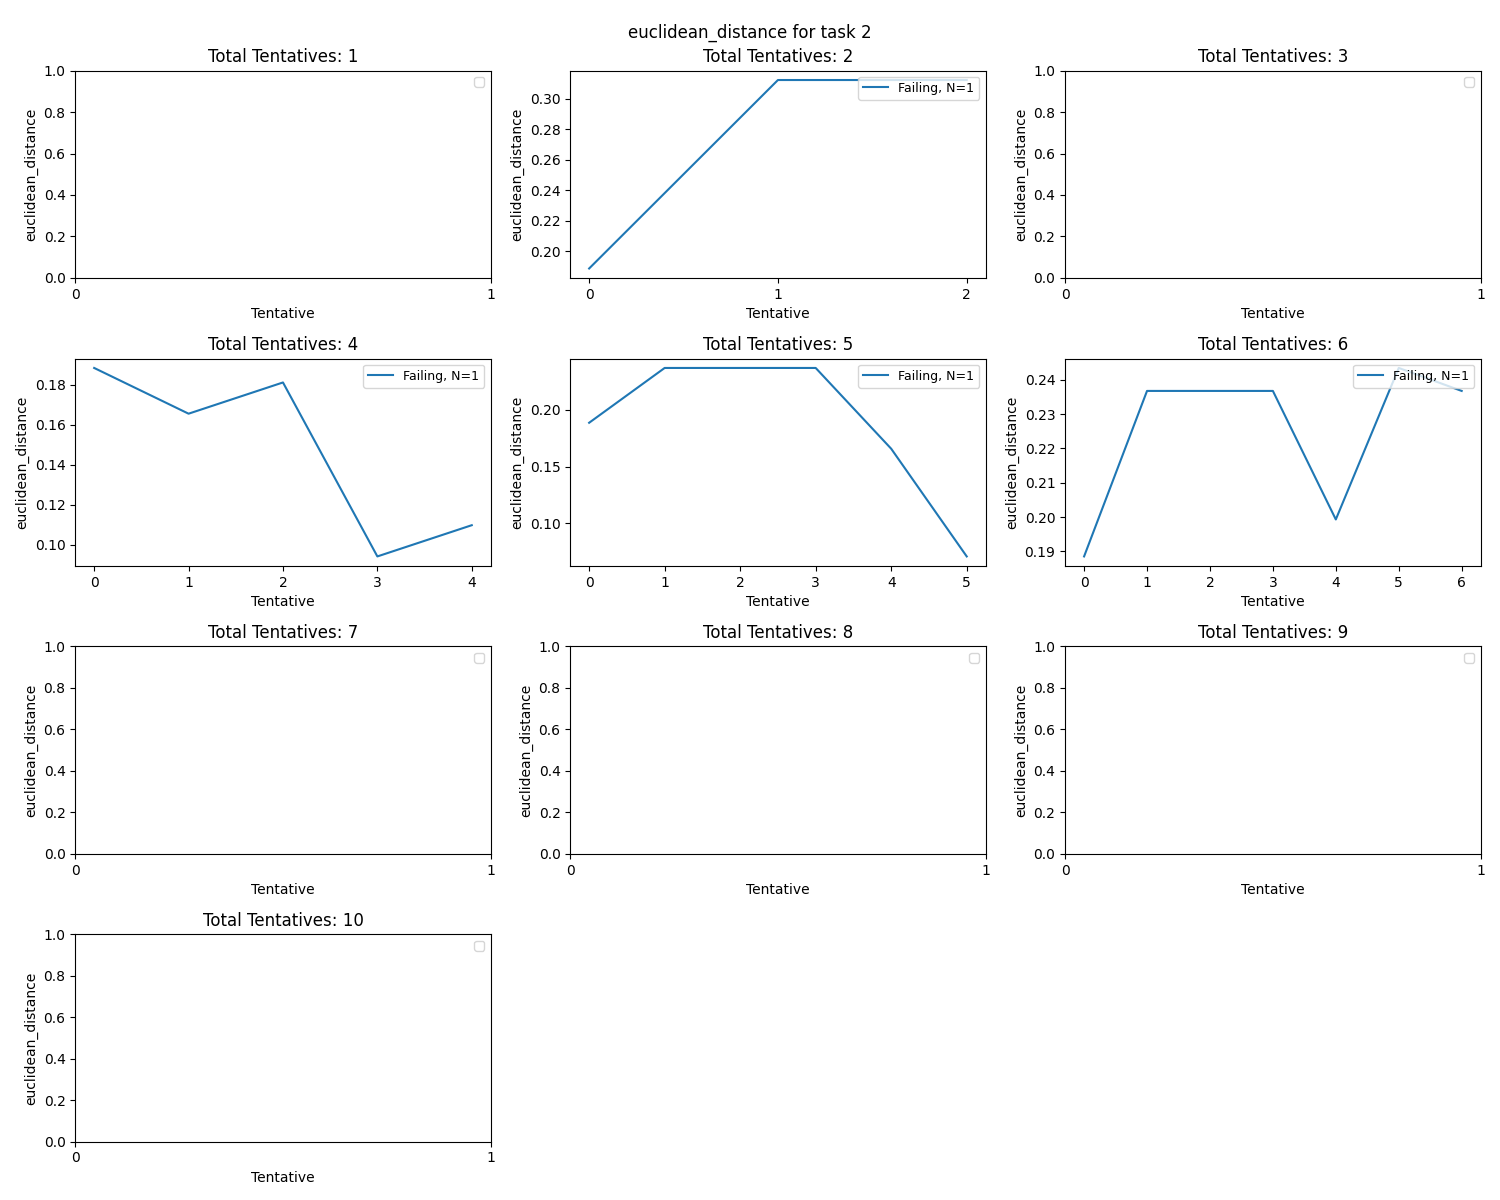 euclidean_distance for task 2
Total Tentatives: 1
euclidean_distance
1.0
0.8
0.6
0.4
0.2
0.0
0 1
Tentative
Total Tentatives: 2
euclidean_distance
0.30
0.28
0.26
0.24
0.22
0.20
Failing, N=1
0 1 2
Tentative
Total Tentatives: 3
euclidean_distance
1.0
0.8
0.6
0.4
0.2
0.0
0 1
Tentative
Total Tentatives: 4
euclidean_distance
0.18
0.16
0.14
0.12
0.10
Failing, N=1
0 1 2 3 4
Tentative
Total Tentatives: 5
euclidean_distance
0.20
0.15
0.10
Failing, N=1
0 1 2 3 4 5
Tentative
Total Tentatives: 6
euclidean_distance
0.24
0.23
0.22
0.21
0.20
0.19
Failing, N=1
0 1 2 3 4 5 6
Tentative
Total Tentatives: 7
euclidean_distance
1.0
0.8
0.6
0.4
0.2
0.0
0 1
Tentative
Total Tentatives: 8
euclidean_distance
1.0
0.8
0.6
0.4
0.2
0.0
0 1
Tentative
Total Tentatives: 9
euclidean_distance
1.0
0.8
0.6
0.4
0.2
0.0
0 1
Tentative
Total Tentatives: 10
euclidean_distance
1.0
0.8
0.6
0.4
0.2
0.0
0 1
Tentative